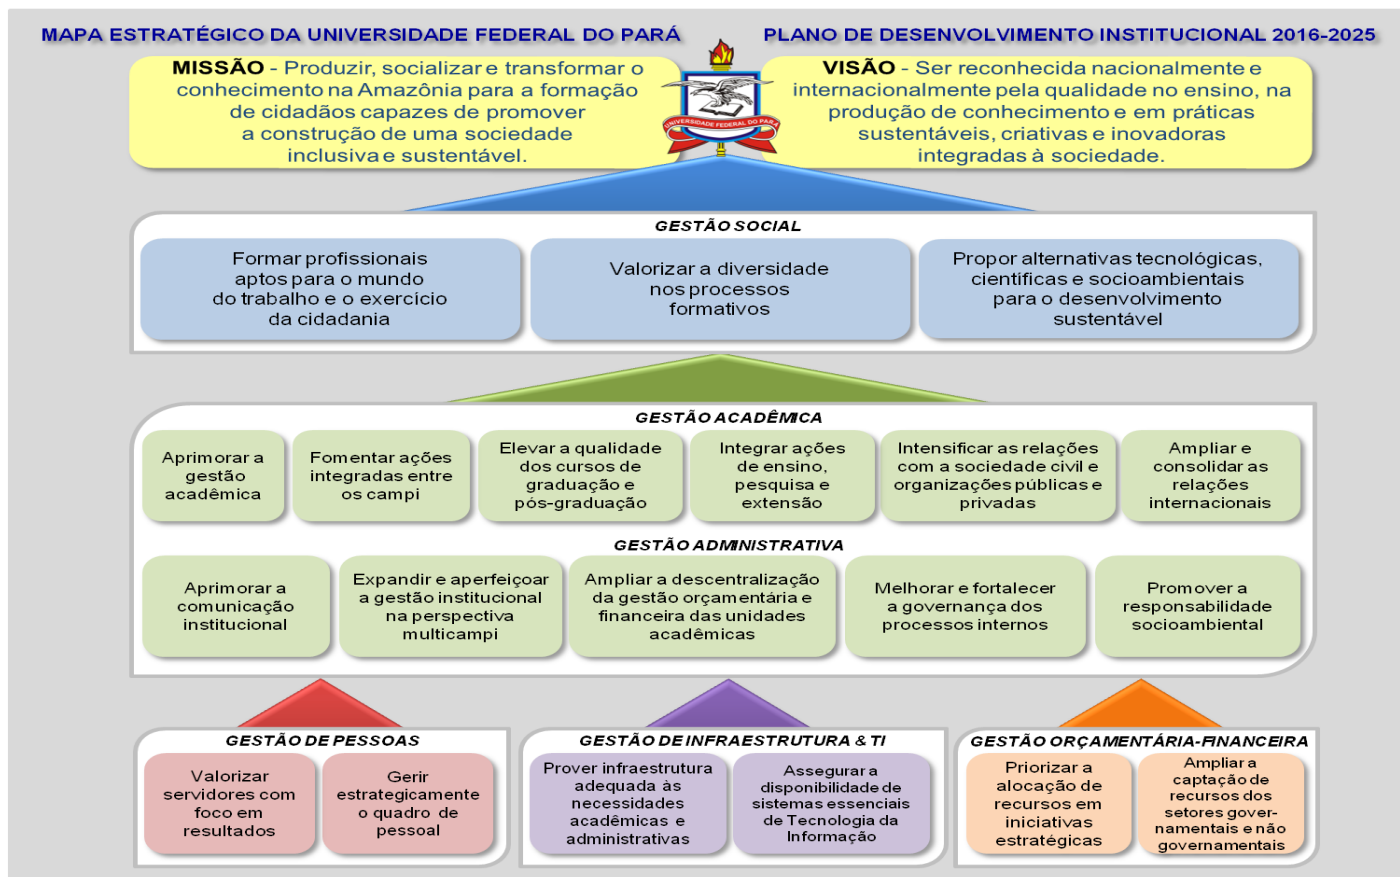 MAPA ESTRATÉGICO DA UNIVERSIDADE FEDERAL DO PARÁ
PLANO DE DESENVOLVIMENTO INSTITUCIONAL 2016-2025
MISSÃO - Produzir, socializar e transformar o
conhecimento na Amazônia para a formação
de cidadãos capazes de promover
a construção de uma sociedade
inclusiva e sustentável.
UNIVERSIDADE FEDERAL DO PARÁ
VISÃO - Ser reconhecida nacionalmente e
internacionalmente pela qualidade no ensino, na
produção de conhecimento e em práticas
sustentáveis, criativas e inovadoras
integradas à sociedade.
GESTÃO SOCIAL
Formar profissionais
aptos para o mundo
do trabalho e o exercício
da cidadania
Valorizar a diversidade
nos processos
formativos
Propor alternativas tecnológicas,
científicas e socioambientais
para o desenvolvimento
sustentável
GESTÃO ACADÊMICA
Aprimorar a
gestão
acadêmica
Fomentar ações
integradas entre
os campi
Elevar a qualidade
dos cursos de
graduação e
pós-graduação
Integrar ações
de ensino,
pesquisa e
extensão
Intensificar as relações
com a sociedade civil e
organizações públicas e
privadas
Ampliar e
consolidar as
relações
internacionais
GESTÃO ADMINISTRATIVA
Aprimorar a
comunicação
institucional
Expandir e aperfeiçoar
a gestão institucional
na perspectiva
multicampi
Ampliar a descentralização
da gestão orçamentária e
financeira das unidades
acadêmicas
Melhorar e fortalecer
a governança dos
processos internos
Promover a
responsabilidade
socioambiental
GESTÃO DE PESSOAS
Valorizar
servidores com
foco em
resultados
Gerir
estrategicamente
o quadro de
pessoal
GESTÃO DE INFRAESTRUTURA & TI
Prover infraestrutura
adequada às
necessidades
acadêmicas e
administrativas
Assegurar a
disponibilidade de
sistemas essenciais
de Tecnologia da
Informação
GESTÃO ORÇAMENTÁRIA-FINANCEIRA
Priorizar a
alocação de
recursos em
iniciativas
estratégicas
Ampliar a
captação de
recursos dos
setores gover-
namentais e não
governamentais